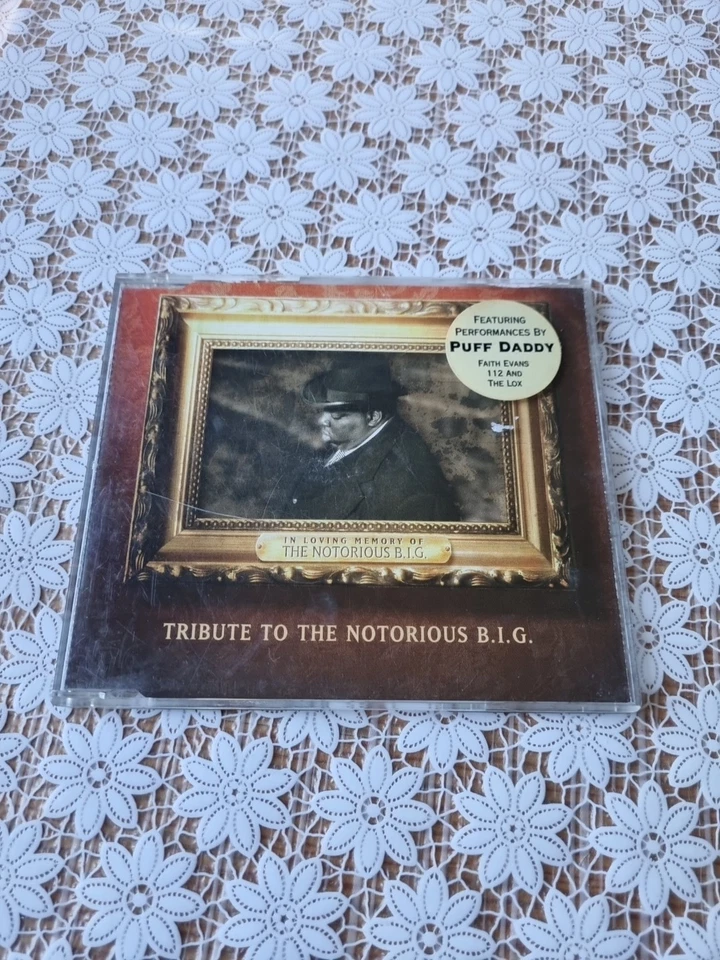 FEATURING
PERFORMANCES BY
PUFF DADDY
FAITH EVANS
112 AND
THE LOX
IN LOVING MEMORY OF
THE NOTORIOUS B.I.G.
TRIBUTE TO THE NOTORIOUS B.I.G.